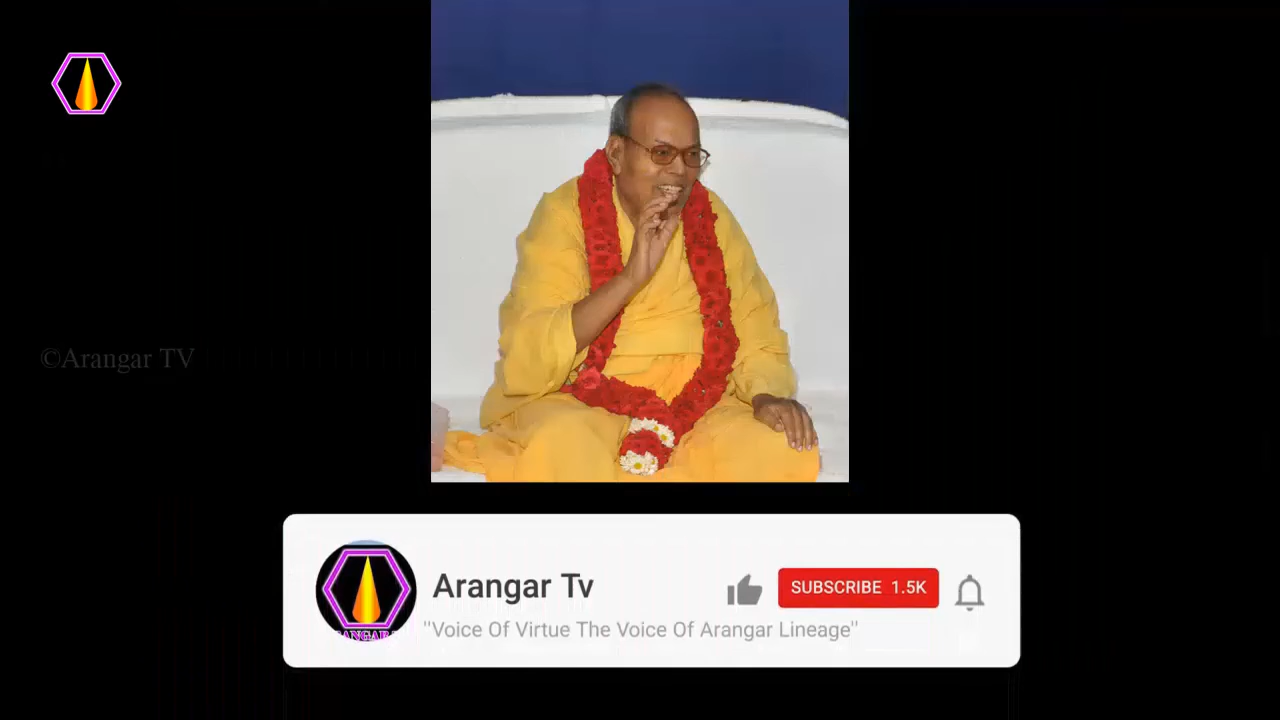 ©Arangar TV
Arangar Tv
SUBSCRIBE 1.5K
"Voice Of Virtue The Voice Of Arangar Lineage"